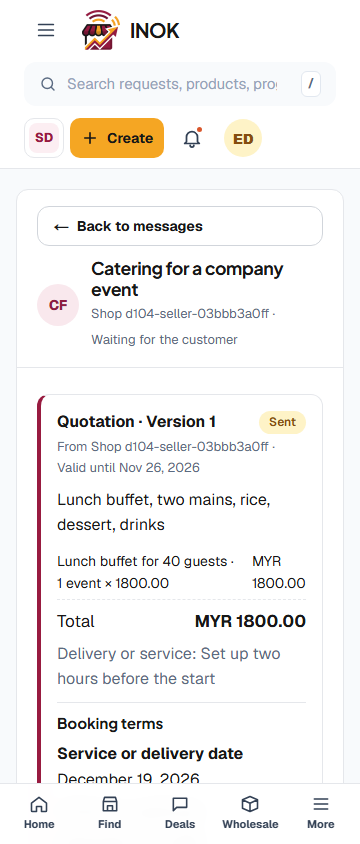 INOK
Search requests, products, pro
/
SD
+ Create
ED
← Back to messages
Catering for a company
event
CF
Shop d104-seller-03bbb3a0ff ·
Waiting for the customer
Quotation · Version 1
Sent
From Shop d104-seller-03bbb3a0ff ·
Valid until Nov 26, 2026
Lunch buffet, two mains, rice,
dessert, drinks
Lunch buffet for 40 guests · MYR
1 event × 1800.00 1800.00
Total MYR 1800.00
Delivery or service: Set up two
hours before the start
Booking terms
Service or delivery date
December 19, 2026
Home Find Deals Wholesale More